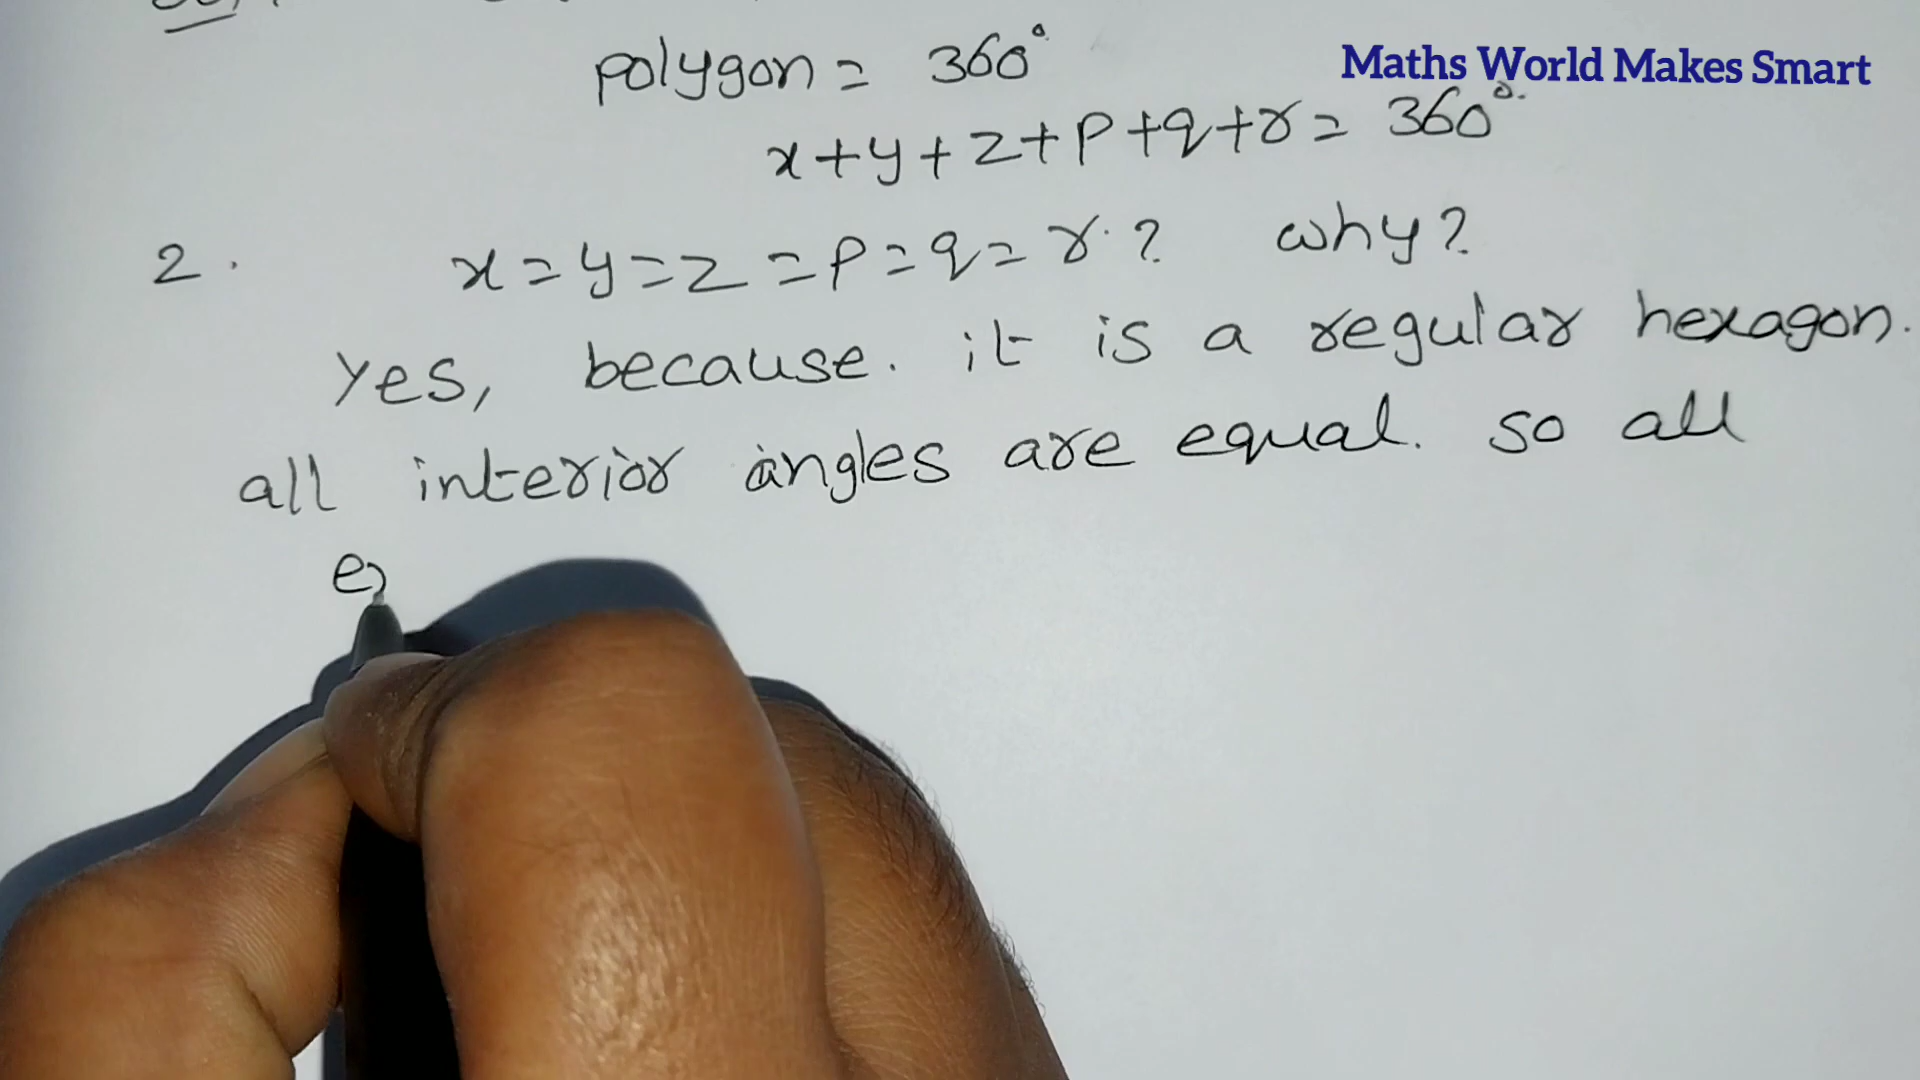 polygon = 360°
Maths World Makes Smart
x+y+z+p+q+r = 360°.
2. x=y=z=p=q=r.? why?
Yes, because. it is a regular hexagon.
all interior angles are equal. so all